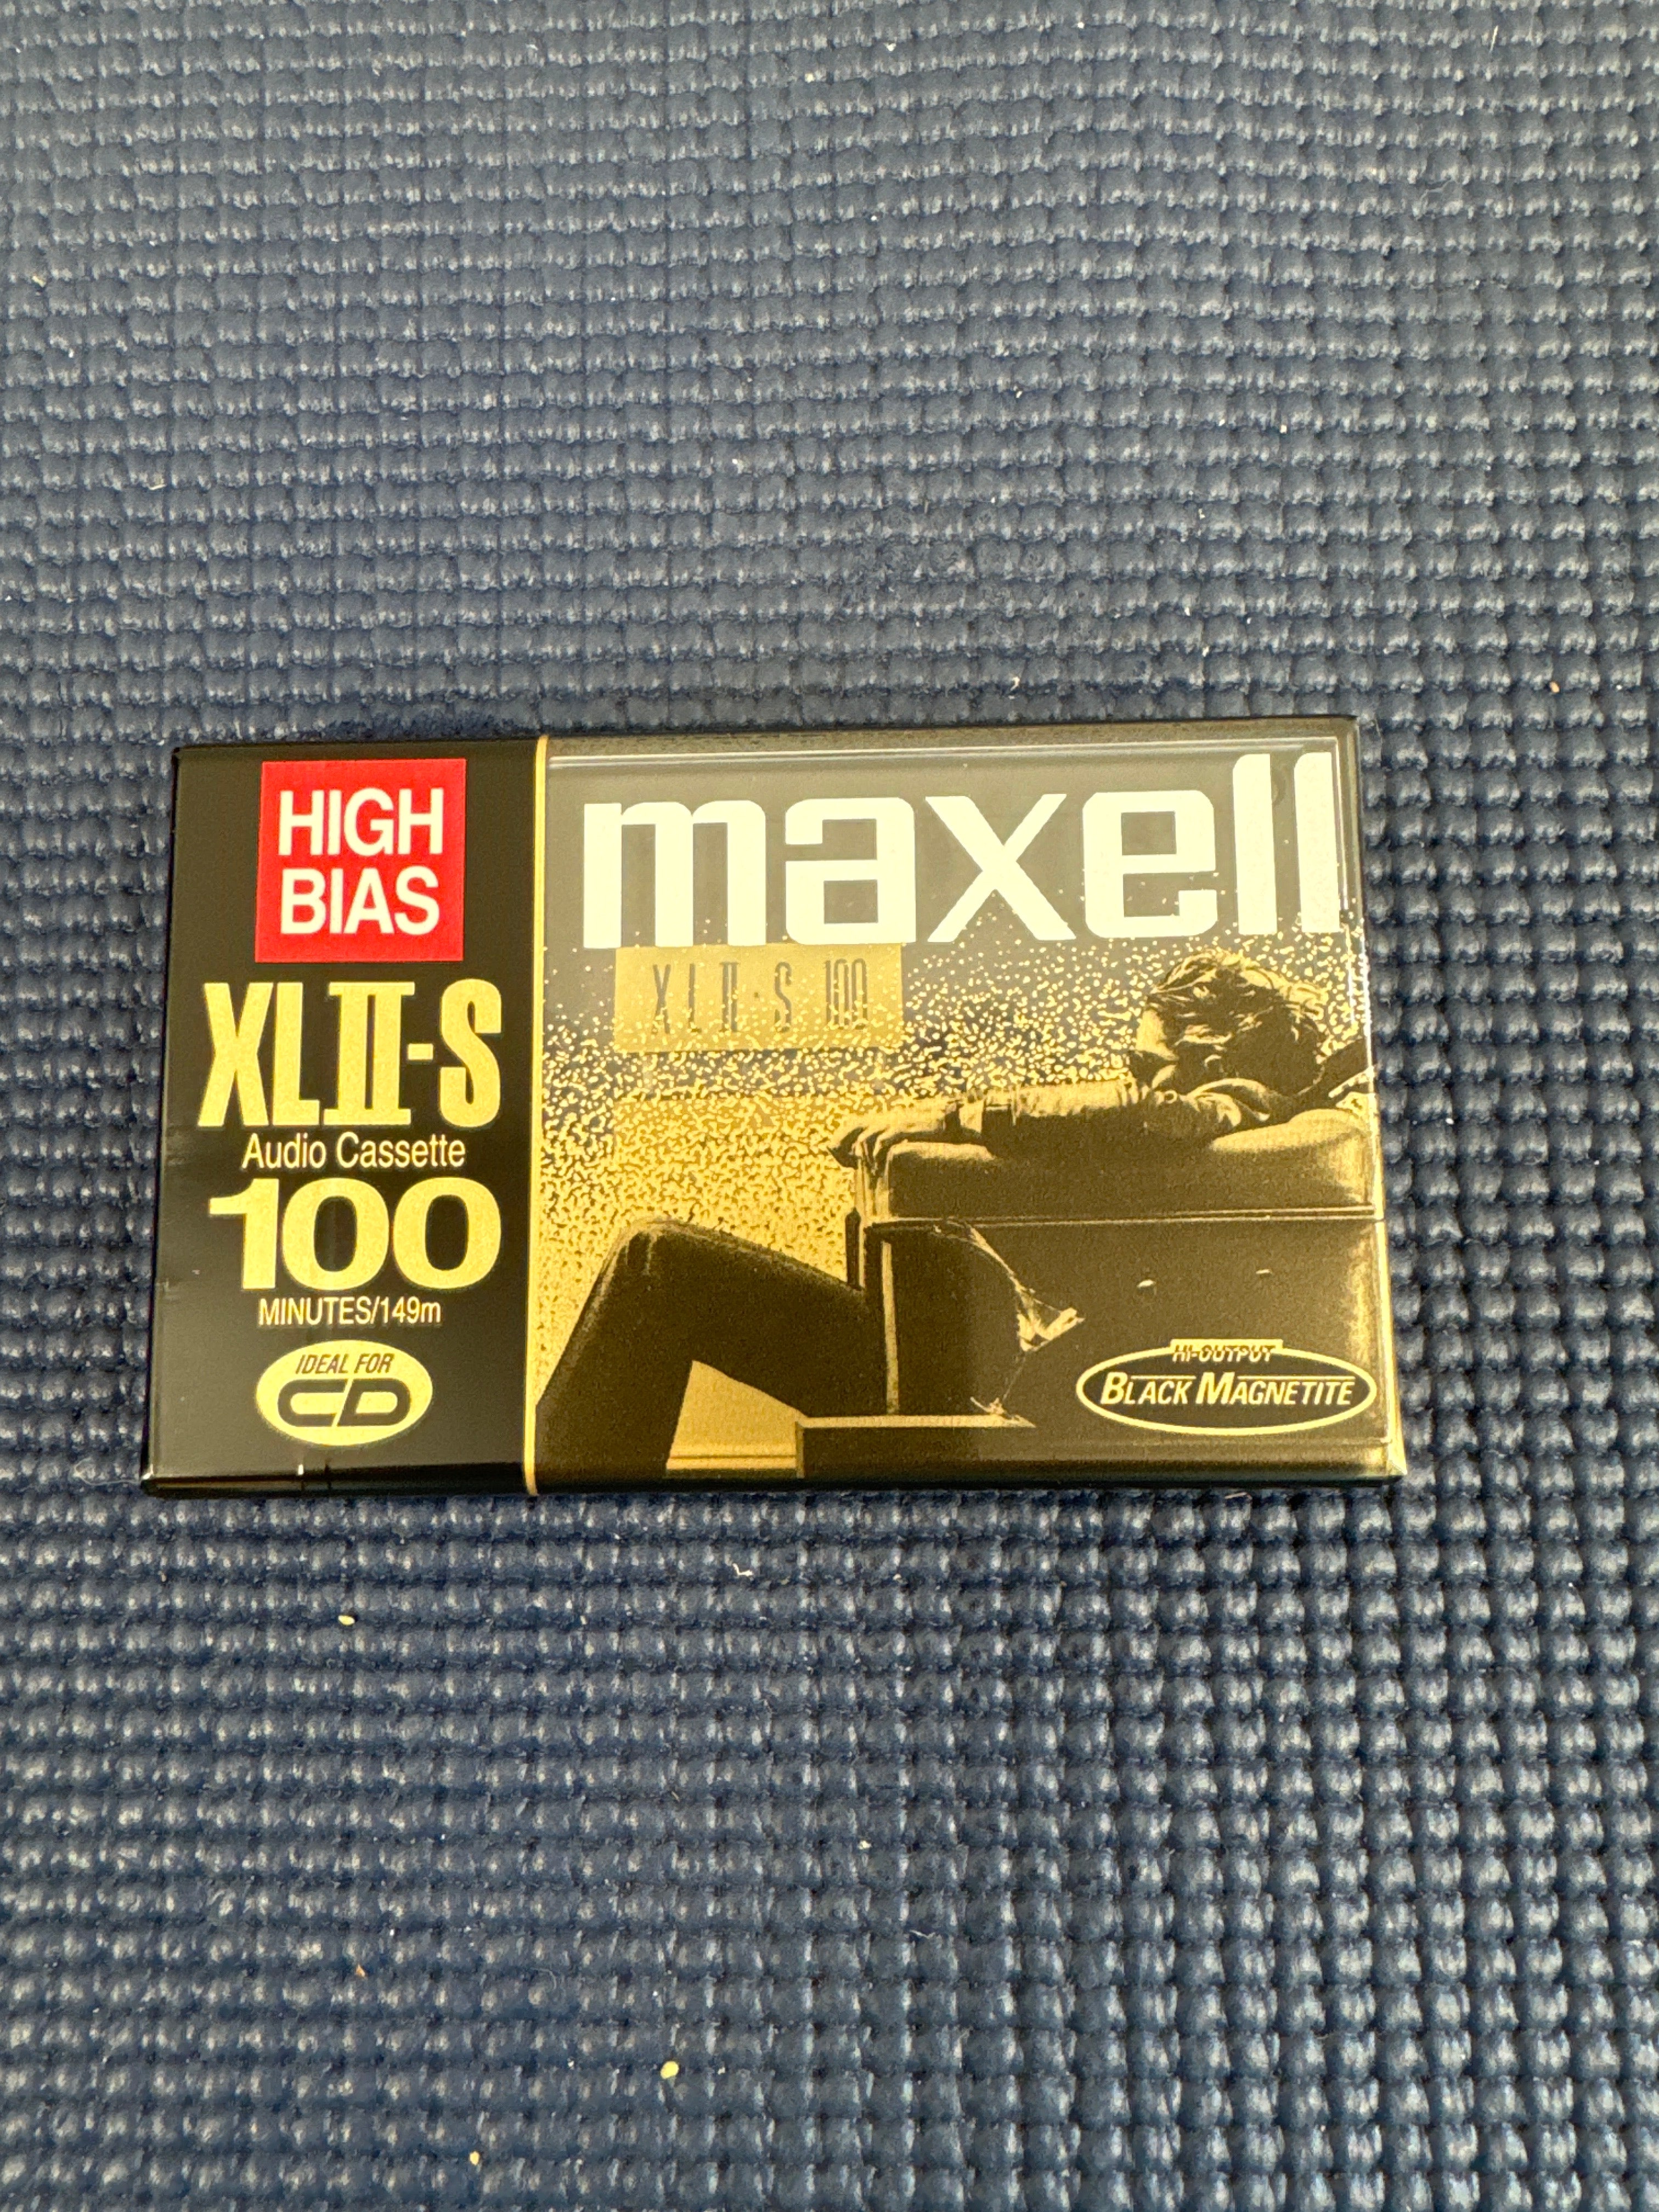 HIGH
BIAS
XLII-S
Audio Cassette
100
MINUTES/149m
IDEAL FOR
CD
maxell
XLII-S 100
HI-OUTPUT
BLACK MAGNETITE